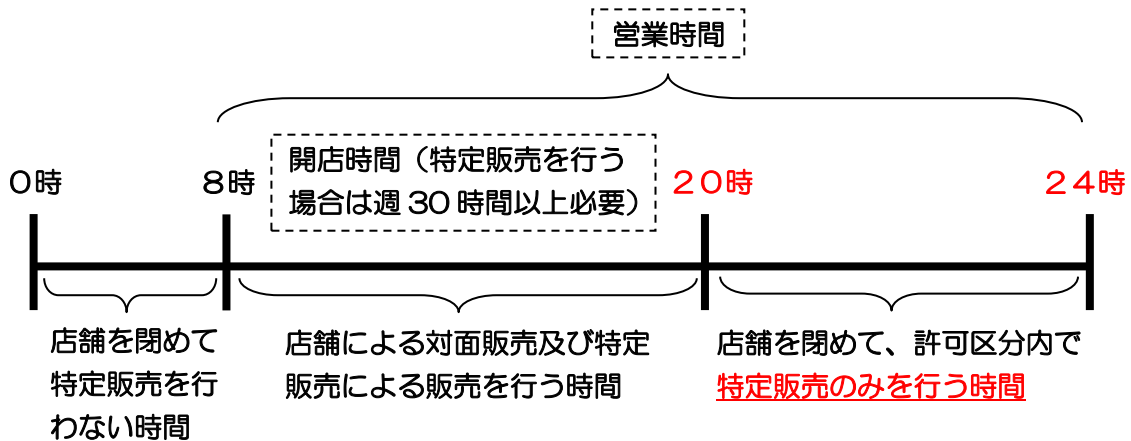 営業時間
開店時間（特定販売を行う
場合は週 30 時間以上必要）
０時
８時
２０時
２４時
店舗を閉めて
特定販売を行
わない時間
店舗による対面販売及び特定
販売による販売を行う時間
店舗を閉めて、許可区分内で
特定販売のみを行う時間